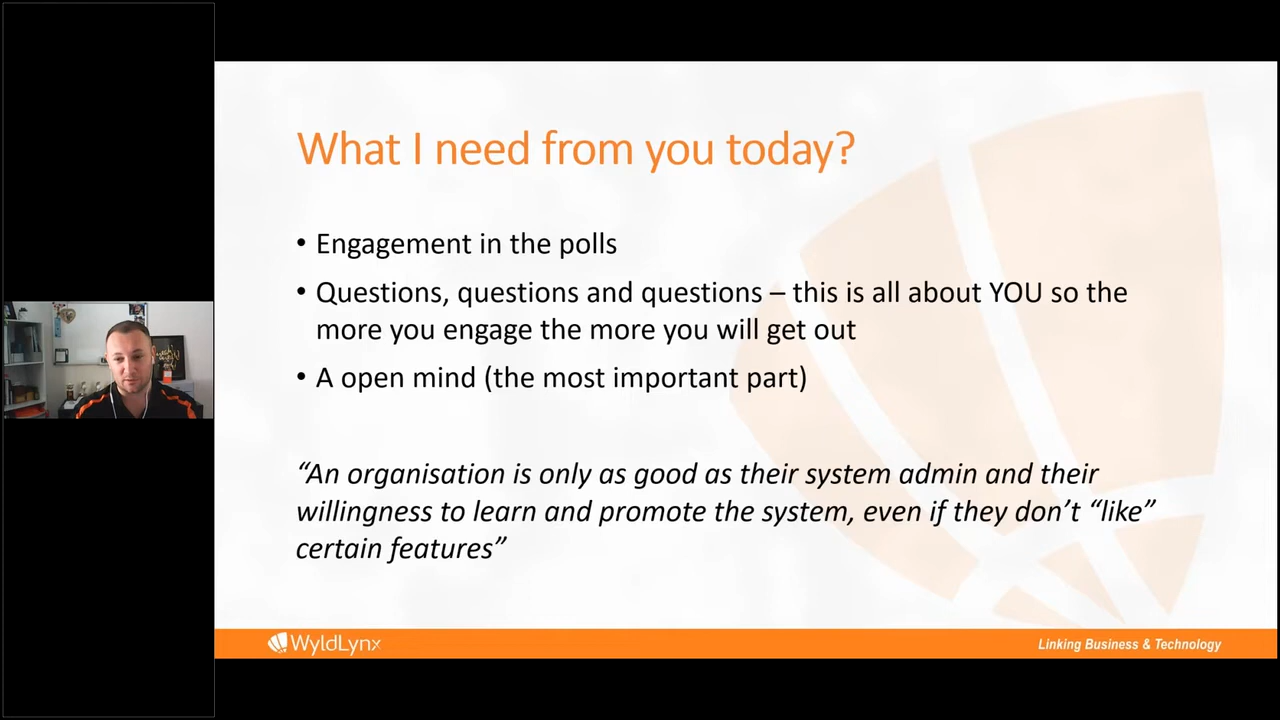 What I need from you today?
• Engagement in the polls
• Questions, questions and questions – this is all about YOU so the
more you engage the more you will get out
• A open mind (the most important part)
“An organisation is only as good as their system admin and their
willingness to learn and promote the system, even if they don’t “like”
certain features”
WyldLynx
Linking Business & Technology